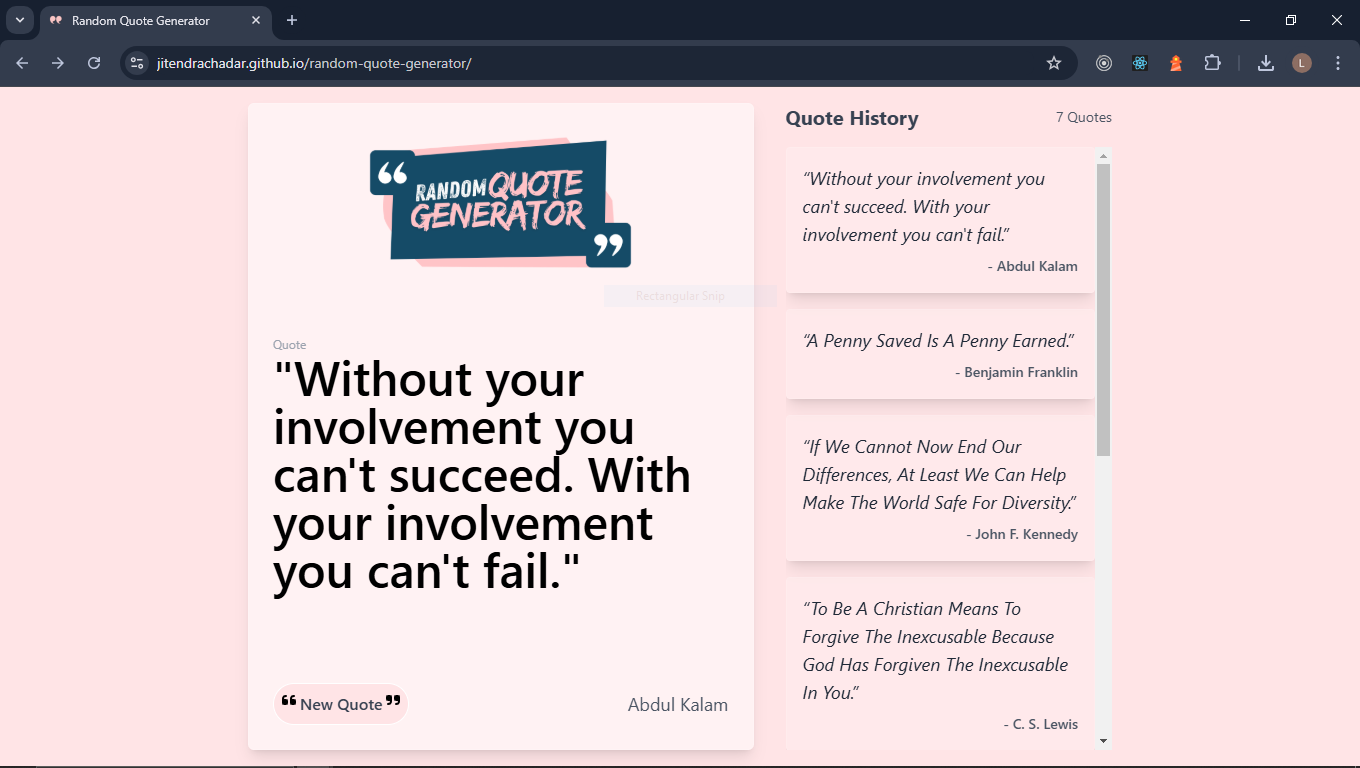 Random Quote Generator
jitendrachadar.github.io/random-quote-generator/
L
“ RANDOM QUOTE
GENERATOR ”
Rectangular Snip
Quote
"Without your
involvement you
can't succeed. With
your involvement
you can't fail."
“ New Quote ”
Abdul Kalam
Quote History
7 Quotes
“Without your involvement you
can't succeed. With your
involvement you can't fail.”
- Abdul Kalam
“A Penny Saved Is A Penny Earned.”
- Benjamin Franklin
“If We Cannot Now End Our
Differences, At Least We Can Help
Make The World Safe For Diversity.”
- John F. Kennedy
“To Be A Christian Means To
Forgive The Inexcusable Because
God Has Forgiven The Inexcusable
In You.”
- C. S. Lewis